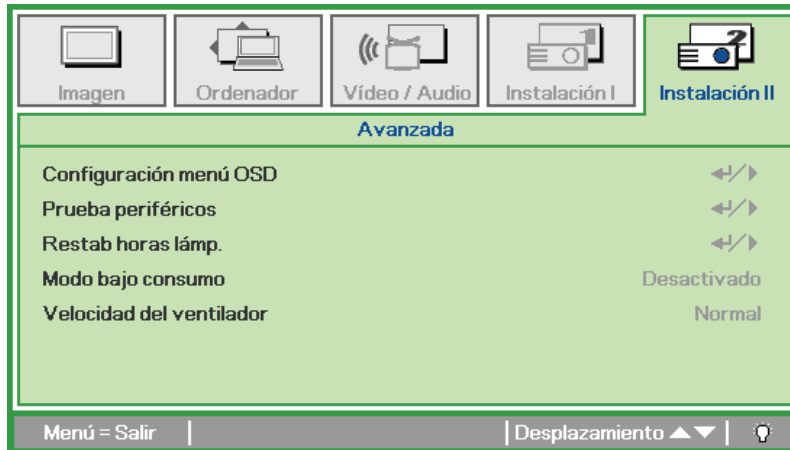 Imagen
Ordenador
Vídeo / Audio
Instalación I
Instalación II
Avanzada
Configuración menú OSD
Prueba periféricos
Restab horas lámp.
Modo bajo consumo Desactivado
Velocidad del ventilador Normal
Menú = Salir Desplazamiento ▲▼